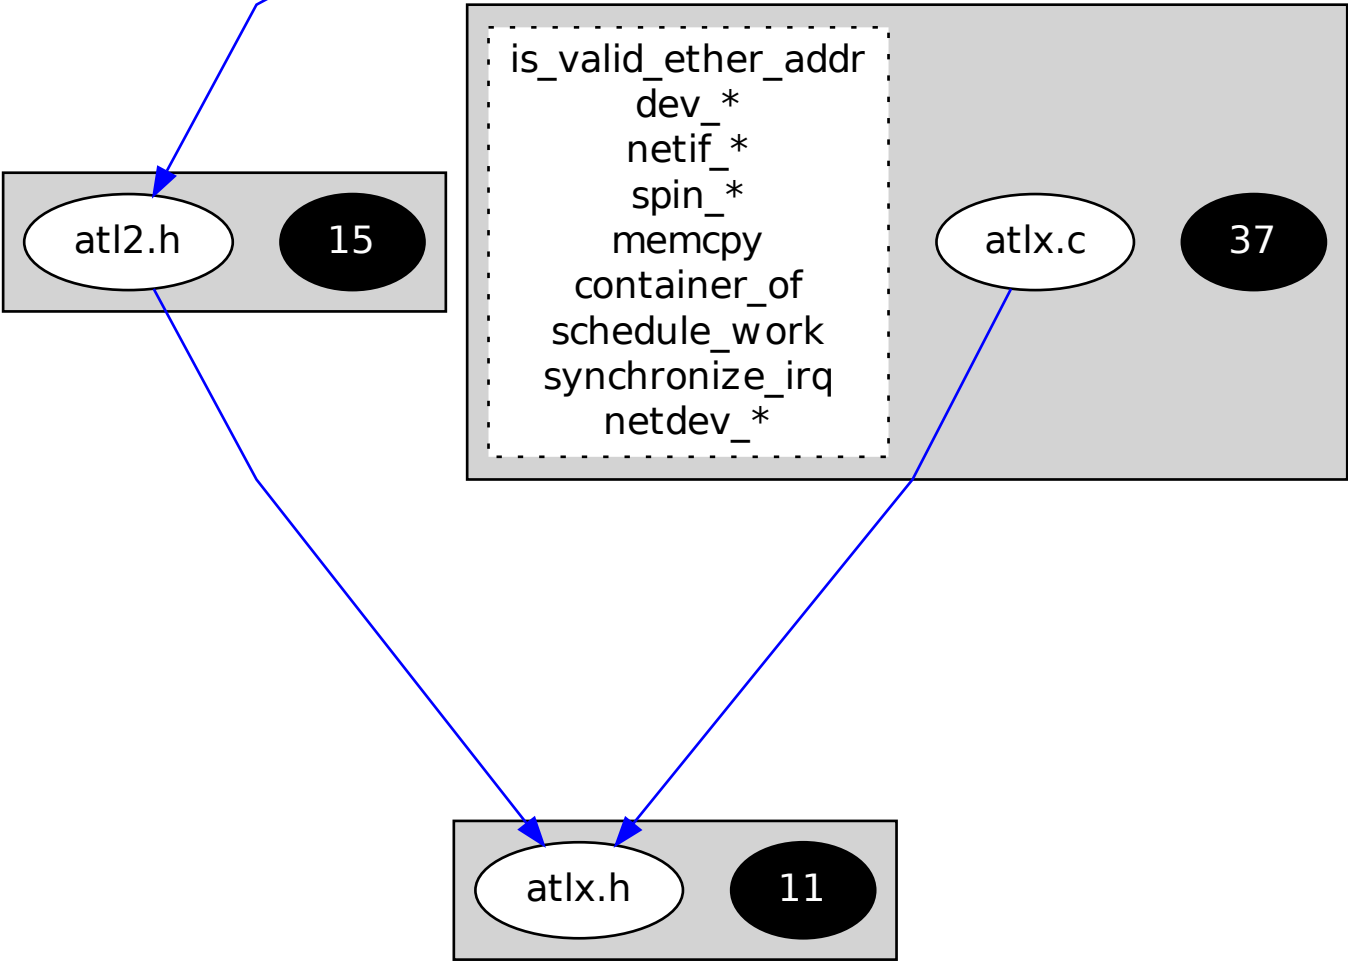 is_valid_ether_addr
dev_*
netif_*
spin_*
memcpy
container_of
schedule_work
synchronize_irq
netdev_*
atl2.h
15
atlx.c
37
atlx.h
11